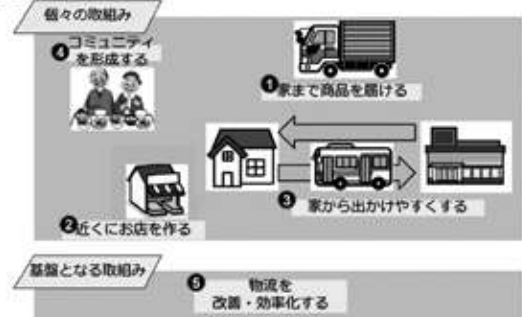 個々の取組み
❹コミュニティ
を形成する
❶家まで商品を届ける
❸ 家から出かけやすくする
❷近くにお店を作る
基盤となる取組み
❺ 物流を
改善・効率化する